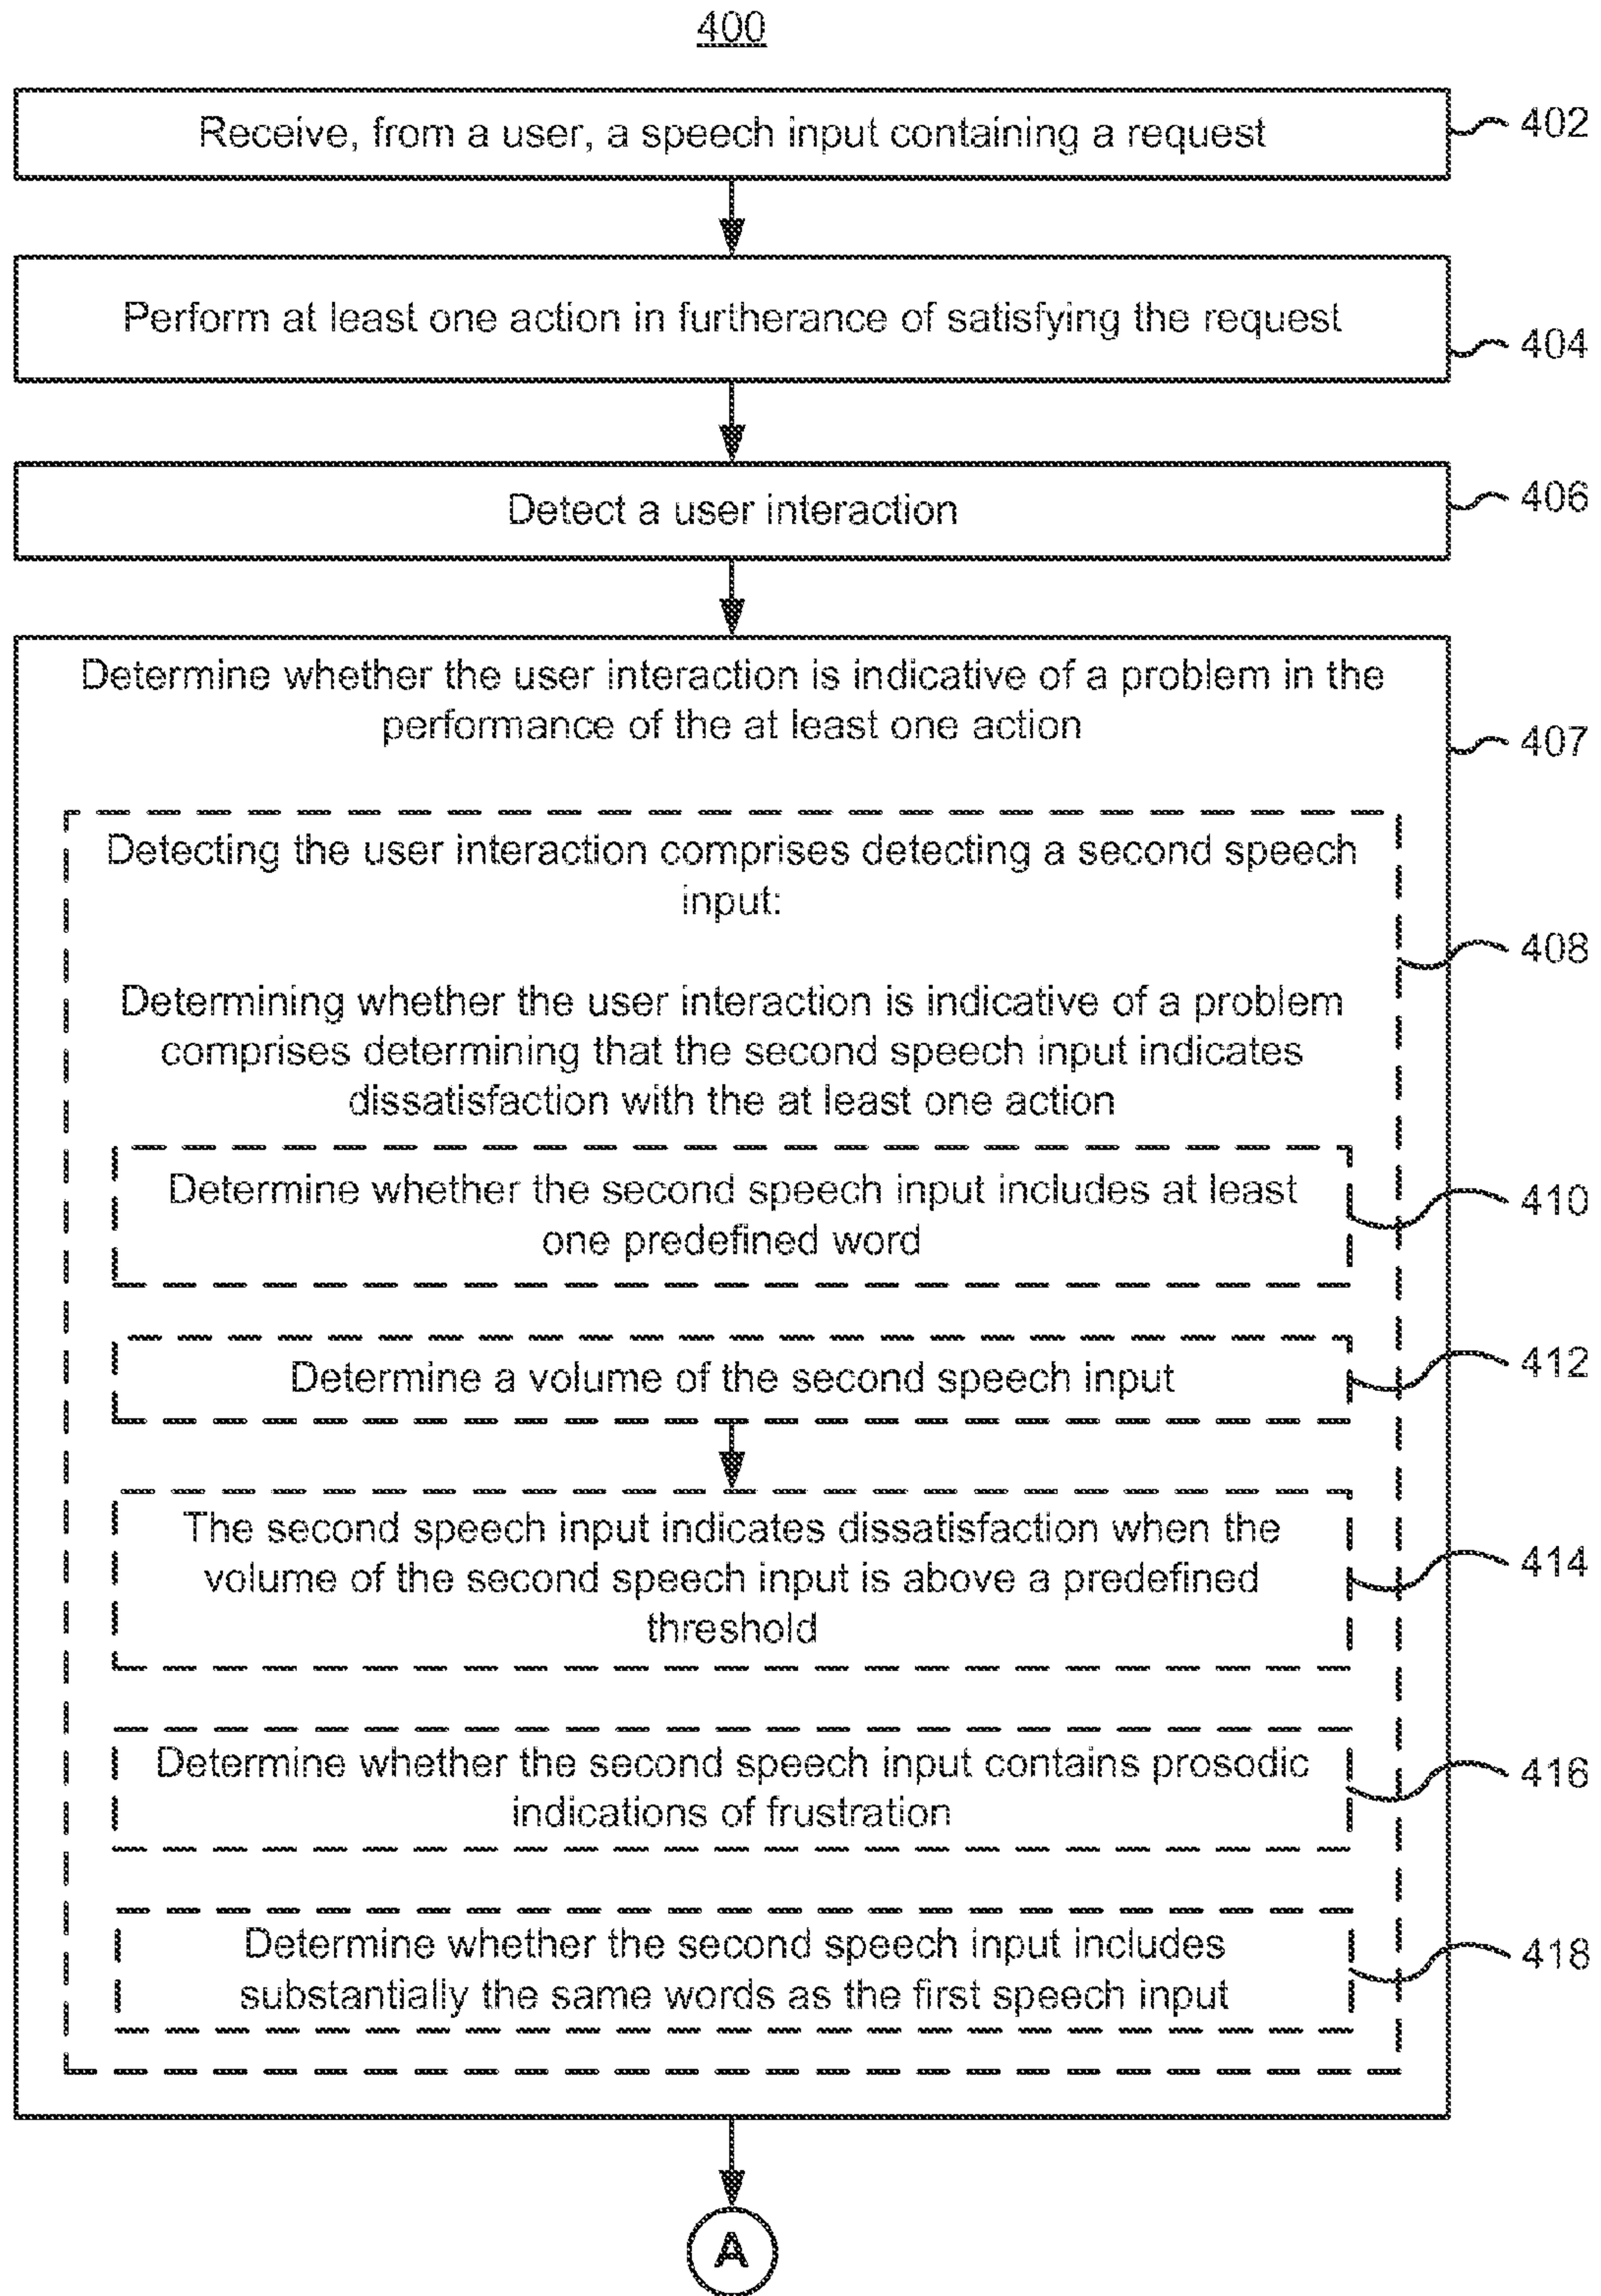 400
Receive, from a user, a speech input containing a request
402
Perform at least one action in furtherance of satisfying the request
404
Detect a user interaction
406
Determine whether the user interaction is indicative of a problem in the
performance of the at least one action
407
Detecting the user interaction comprises detecting a second speech
input:
408
Determining whether the user interaction is indicative of a problem
comprises determining that the second speech input indicates
dissatisfaction with the at least one action
Determine whether the second speech input includes at least
one predefined word
410
Determine a volume of the second speech input
412
The second speech input indicates dissatisfaction when the
volume of the second speech input is above a predefined
threshold
414
Determine whether the second speech input contains prosodic
indications of frustration
416
Determine whether the second speech input includes
substantially the same words as the first speech input
418
A